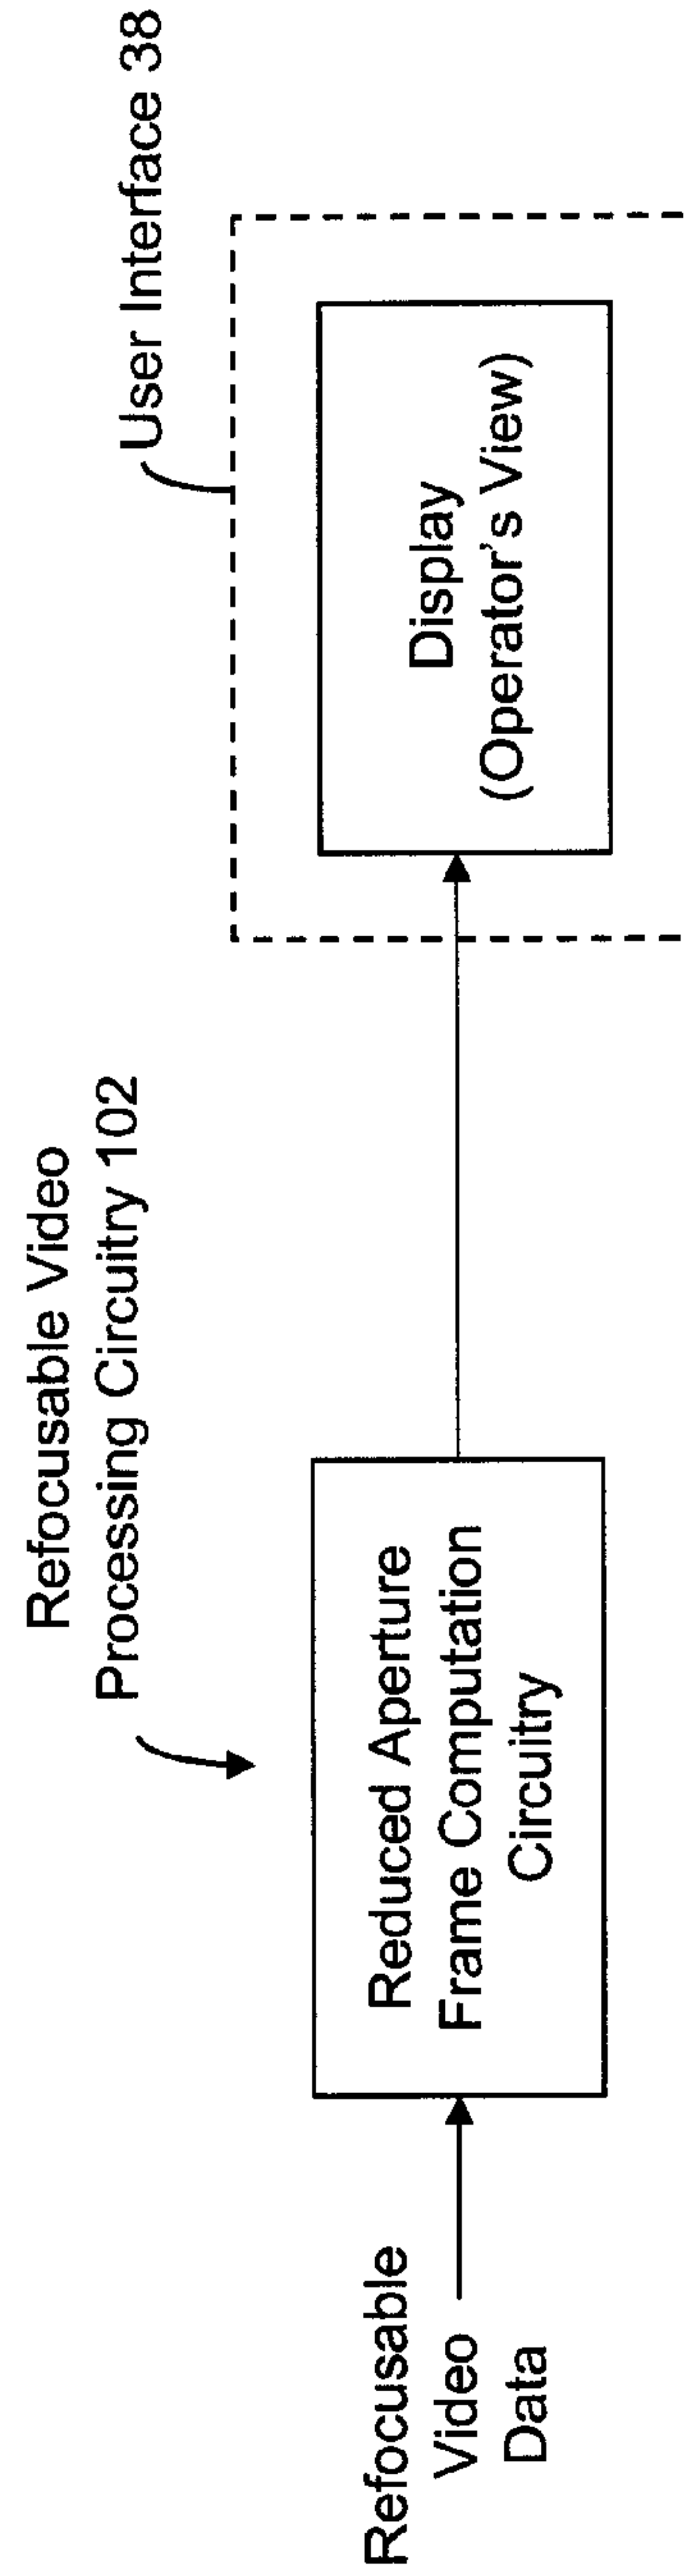 Refocusable Video
Processing Circuitry 102
User Interface 38
Refocusable
Video
Data
Reduced Aperture
Frame Computation
Circuitry
Display
(Operator's View)